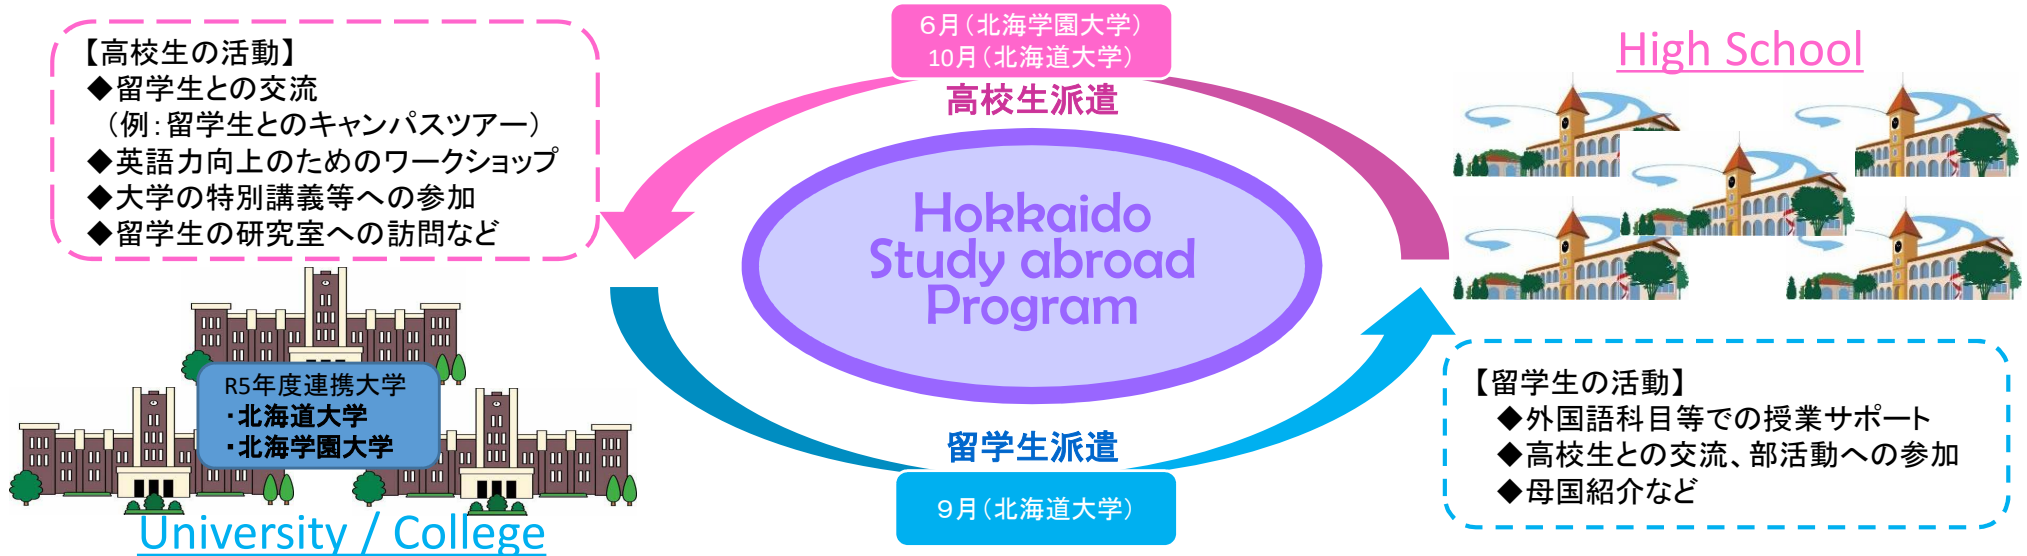 【高校生の活動】
◆留学生との交流
（例：留学生とのキャンパスツアー）
◆英語力向上のためのワークショップ
◆大学の特別講義等への参加
◆留学生の研究室への訪問など
６月（北海学園大学）
10月（北海道大学）
高校生派遣
High School
Hokkaido
Study abroad
Program
R5年度連携大学
・北海道大学
・北海学園大学
University / College
留学生派遣
９月（北海道大学）
【留学生の活動】
◆外国語科目等での授業サポート
◆高校生との交流、部活動への参加
◆母国紹介など